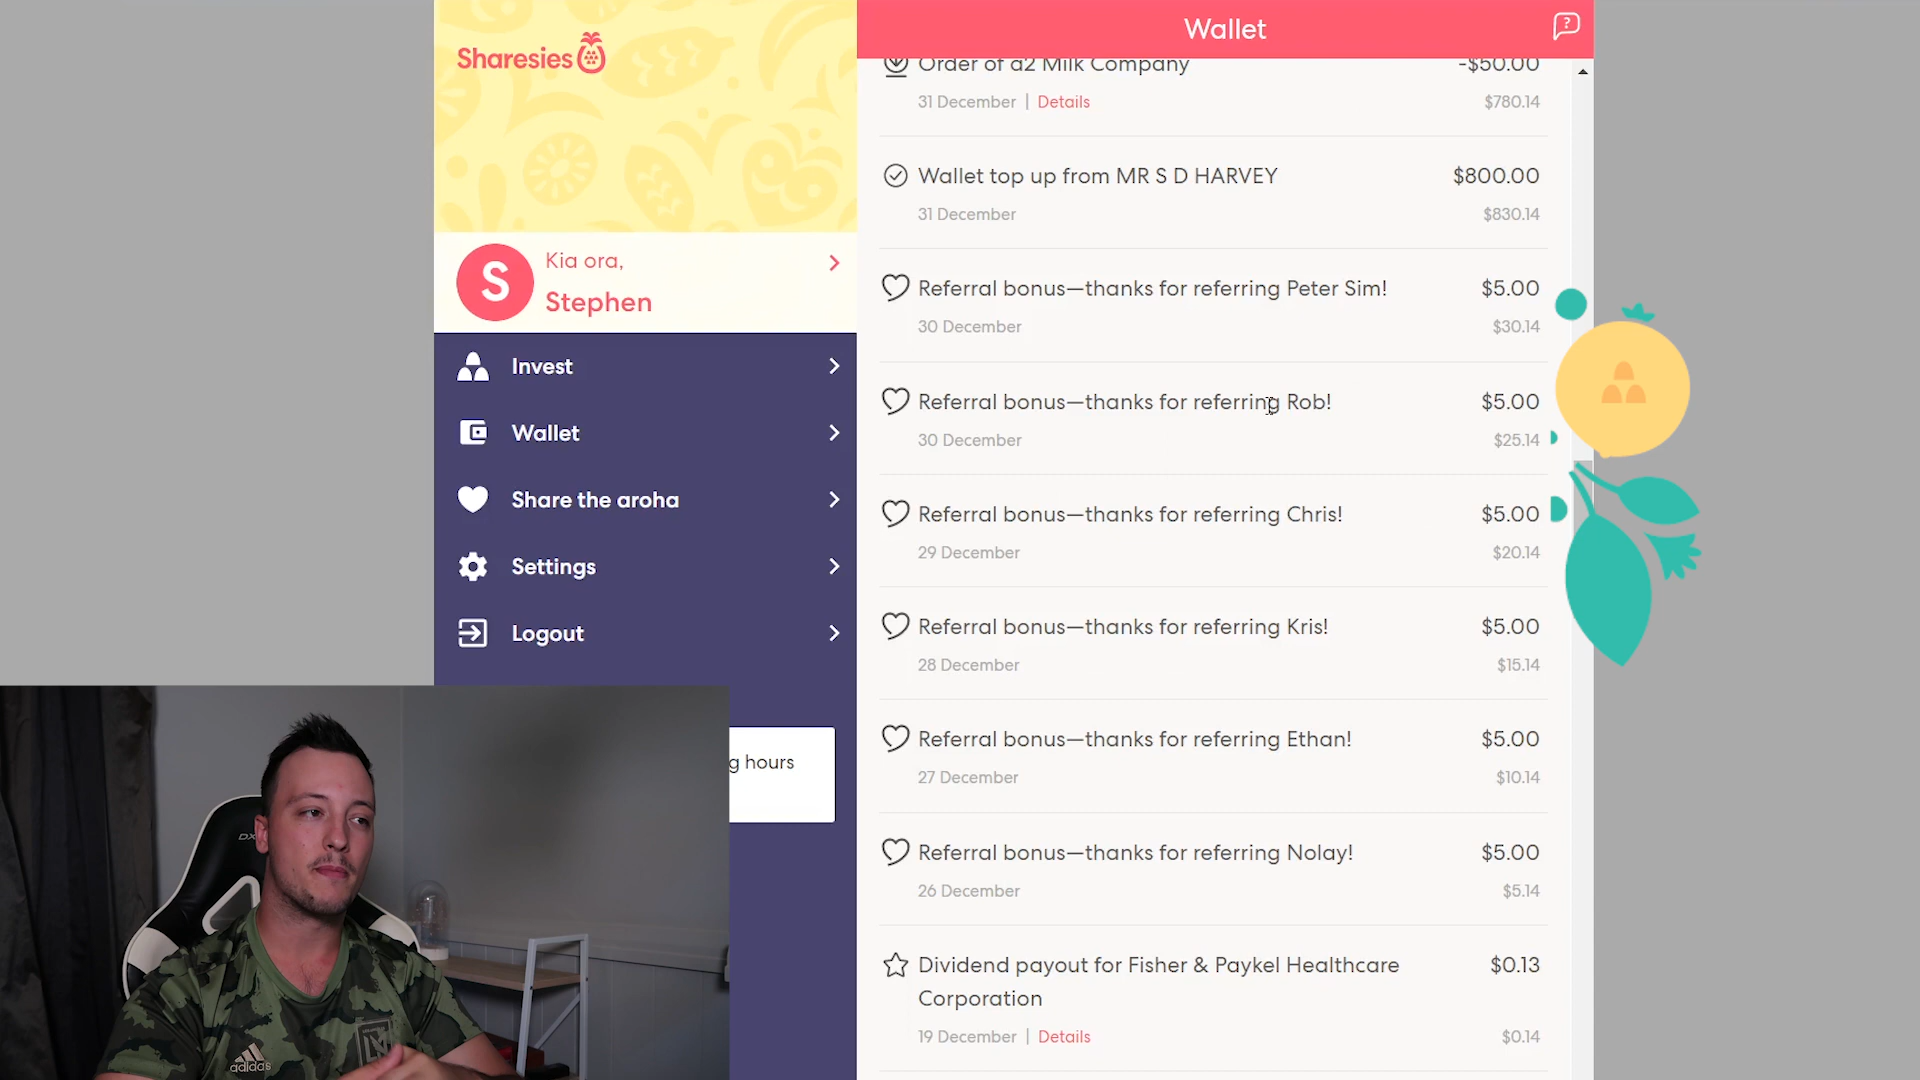 Sharesies
Kia ora,
Stephen
Invest
Wallet
Share the aroha
Settings
Logout
g hours
Wallet
?
Order of a2 Milk Company -$50.00
31 December | Details $780.14
Wallet top up from MR S D HARVEY $800.00
31 December $830.14
Referral bonus—thanks for referring Peter Sim! $5.00
30 December $30.14
Referral bonus—thanks for referring Rob! $5.00
30 December $25.14
Referral bonus—thanks for referring Chris! $5.00
29 December $20.14
Referral bonus—thanks for referring Kris! $5.00
28 December $15.14
Referral bonus—thanks for referring Ethan! $5.00
27 December $10.14
Referral bonus—thanks for referring Nolay! $5.00
26 December $5.14
Dividend payout for Fisher & Paykel Healthcare $0.13
Corporation
19 December | Details $0.14
S
DX
adidas